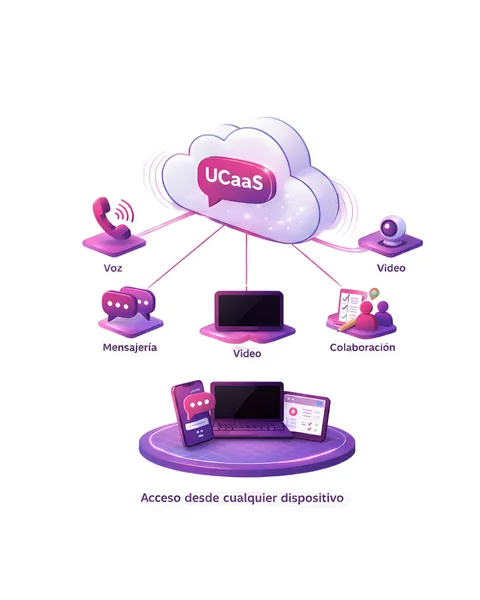 UCaaS
Voz
Video
Mensajería
Video
Colaboración
Acceso desde cualquier dispositivo